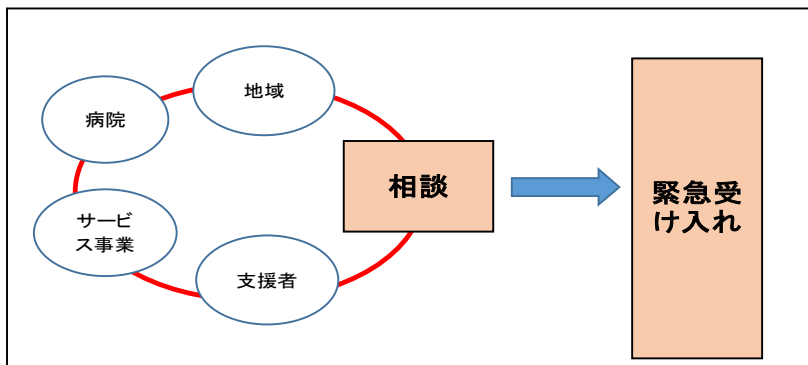 地域
病院
相談
サービ
ス事業
支援者
緊急受
け入れ